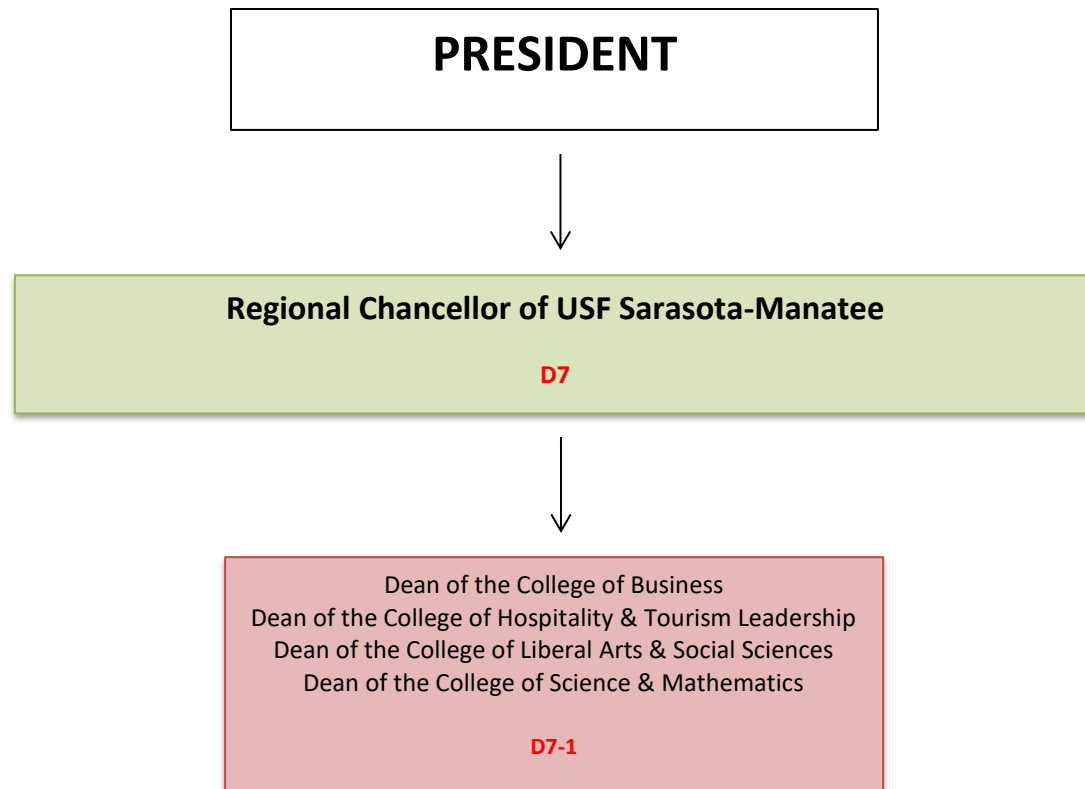 PRESIDENT
Regional Chancellor of USF Sarasota-Manatee
D7
Dean of the College of Business
Dean of the College of Hospitality & Tourism Leadership
Dean of the College of Liberal Arts & Social Sciences
Dean of the College of Science & Mathematics
D7-1